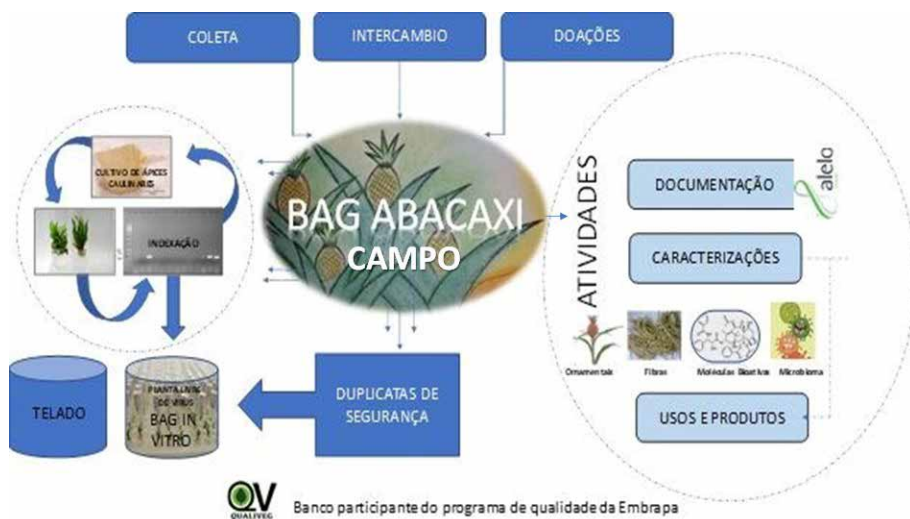 COLETA
INTERCAMBIO
DOAÇÕES
CULTIVO DE ÁPICES
CAULINARES
INDEXAÇÃO
BAG ABACAXI
CAMPO
ATIVIDADES
DOCUMENTAÇÃO
alelo
CARACTERIZAÇÕES
Ornamentais
Fibras
Moléculas Bioativas
Microbioma
USOS E PRODUTOS
TELADO
PLANTA LIVRE
DE VIRUS
BAG IN
VITRO
DUPLICATAS DE
SEGURANÇA
QV
QUALIVEG
Banco participante do programa de qualidade da Embrapa